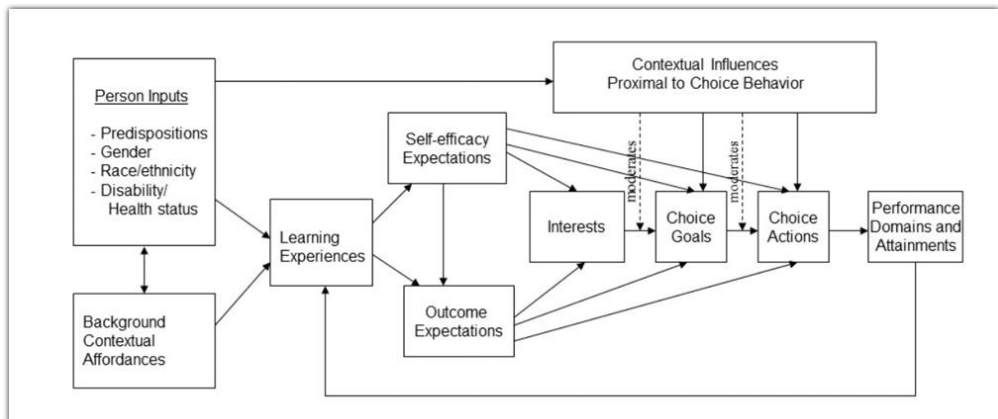 Person Inputs
- Predispositions
- Gender
- Race/ethnicity
- Disability/
Health status
Background
Contextual
Affordances
Learning
Experiences
Self-efficacy
Expectations
Outcome
Expectations
Contextual Influences
Proximal to Choice Behavior
moderates
moderates
Interests
Choice
Goals
Choice
Actions
Performance
Domains and
Attainments